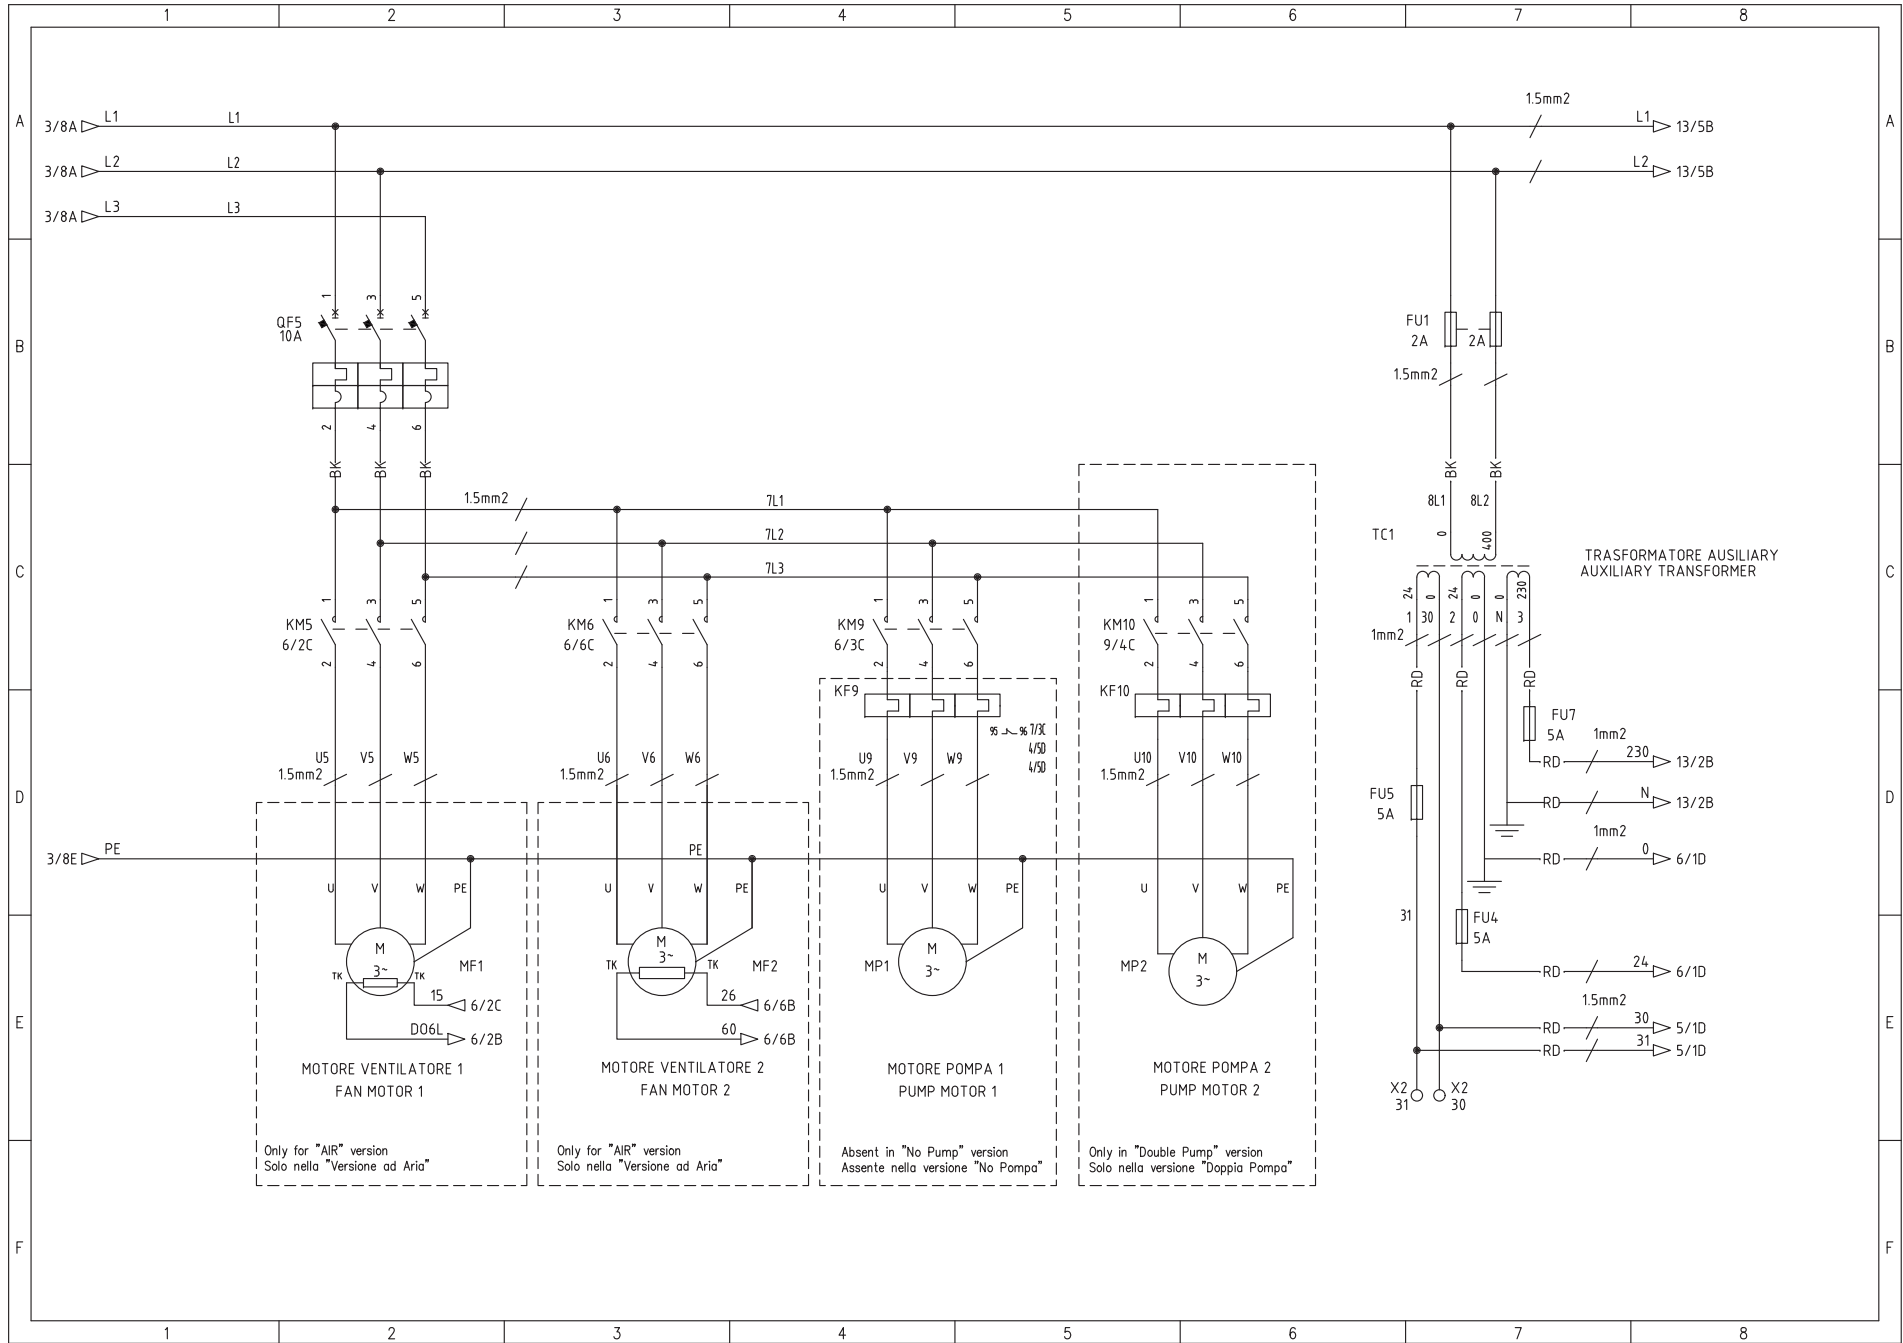 1 2 3 4 5 6 7 8
A A
1.5mm2
3/8A L1 L1 L1 13/5B
3/8A L2 L2 L2 13/5B
3/8A L3 L3
B B
1 3 5
QF5
10A
2 4 6
BK BK BK
FU1
2A 2A
1.5mm2
BK BK
8L1 8L2
C C
1.5mm2 7L1
7L2
7L3
TC1
0 400
TRASFORMATORE AUSILIARY
AUXILIARY TRANSFORMER
24 0 24 0 0 230
1 30 2 0 N 3
1mm2
RD RD RD
1 3 5
KM5
6/2C
2 4 6
1 3 5
KM6
6/6C
2 4 6
1 3 5
KM9
6/3C
2 4 6
1 3 5
KM10
9/4C
2 4 6
KF9
95 96 7/3C
4/5D
4/5D
KF10
D D
U5 V5 W5
1.5mm2
U6 V6 W6
1.5mm2
U9 V9 W9
1.5mm2
U10 V10 W10
1.5mm2
FU7
5A
1mm2
RD 230 13/2B
FU5
5A
RD N 13/2B
1mm2
RD 0 6/1D
3/8E PE PE
U V W PE
U V W PE
U V W PE
U V W PE
31
FU4
5A
RD 24 6/1D
1.5mm2
RD 30 5/1D
RD 31 5/1D
X2
31
X2
30
E E
M
3~
TK TK
MF1
15 6/2C
DO6L 6/2B
MOTORE VENTILATORE 1
FAN MOTOR 1
M
3~
TK TK
MF2
26 6/6B
60 6/6B
MOTORE VENTILATORE 2
FAN MOTOR 2
MP1
M
3~
MOTORE POMPA 1
PUMP MOTOR 1
MP2
M
3~
MOTORE POMPA 2
PUMP MOTOR 2
Only for "AIR" version
Solo nella "Versione ad Aria"
Only for "AIR" version
Solo nella "Versione ad Aria"
Absent in "No Pump" version
Assente nella versione "No Pompa"
Only in "Double Pump" version
Solo nella versione "Doppia Pompa"
F F
1 2 3 4 5 6 7 8